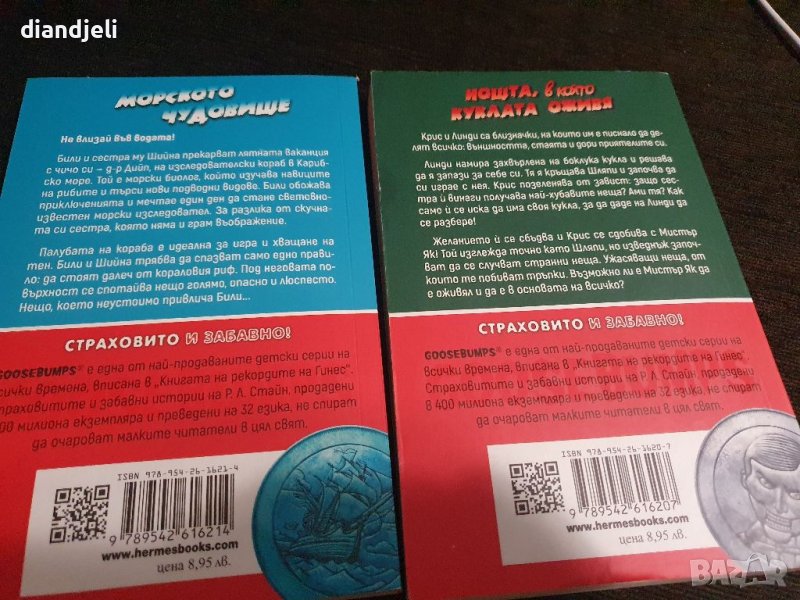 diandjeli
МОРСКОТО
ЧУДОВИЩЕ
Не влизай във водата!
Били и сестра му Шийна прекарват лятната ваканция
с чичо си – д-р Дийп, на изследователски кораб в Кариб-
ско море. Той е морски биолог, който изучава навиците
на рибите и търси нови подводни видове. Били обожава
приключенията и мечтае един ден да стане световно-
известен морски изследовател. За разлика от скучна-
та си сестра, която няма и грам въображение.
Палубата на кораба е идеална за игра и хващане на
тен. Били и Шийна трябва да спазват само едно прави-
ло: да стоят далеч от кораловия риф. Под неговата по-
върхност се спотайва нещо голямо, опасно и люспесто.
Нещо, което неустоимо привлича Били...
СТРАХОВИТО И ЗАБАВНО!
GOOSEBUMPS® е една от най-продаваните детски серии на
всички времена, вписана в „Книгата на рекордите на Гинес“.
Страховитите и забавни истории на Р. Л. Стайн, продадени
400 милиона екземпляра и преведени на 32 езика, не спират
да очароват малките читатели в цял свят.
ISBN 978-954-26-1621-4
9 789542 616214
www.hermesbooks.com
цена 8,95 лв.
НОЩТА, в която
КУКЛАТА ОЖИВЯ
Крис и Линди са близначки, на които им е писнало да де-
лят всичко: външността, стаята и дори приятелите си.
Линди намира захвърлена на боклука кукла и решава
да я запази за себе си. Тя я кръщава Шляпи и започва да
си играе с нея. Крис позеленява от завист: защо сес-
тра ѝ винаги получава най-хубавите неща? Ами тя? Как
само ѝ се иска да има своя кукла, за да даде на Линди да
се разбере!
Желанието ѝ се сбъдва и Крис се сдобива с Мистър
Як! Той изглежда точно като Шляпи, но изведнъж започ-
ват да се случват странни неща. Ужасяващи неща, от
които те побиват тръпки. Възможно ли е Мистър Як да
е оживял и да е в основата на всичко?
СТРАХОВИТО И ЗАБАВНО!
GOOSEBUMPS® е една от най-продаваните детски серии на
всички времена, вписана в „Книгата на рекордите на Гинес“.
Страховитите и забавни истории на Р. Л. Стайн, продадени
в 400 милиона екземпляра и преведени на 32 езика, не спират
да очароват малките читатели в цял свят.
ISBN 978-954-26-1620-7
9 789542 616207
www.hermesbooks.com
цена 8,95 лв.
BAZAR